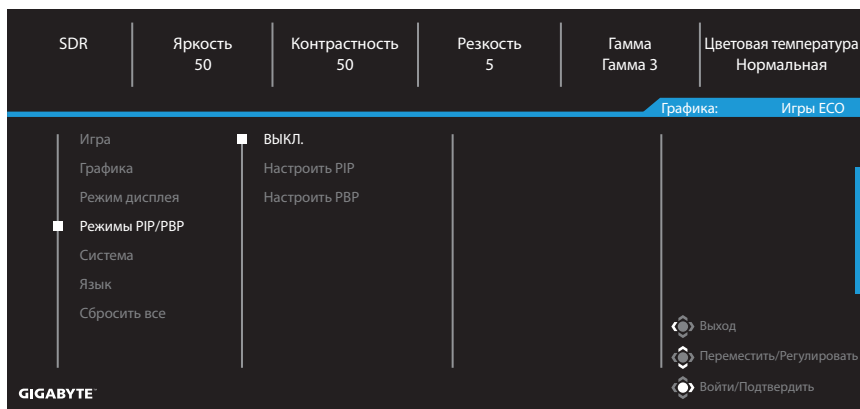 SDR
Яркость
50
Контрастность
50
Резкость
5
Гамма
Гамма 3
Цветовая температура
Нормальная
Графика: Игры ECO
Игра
Графика
Режим дисплея
Режимы PIP/PBP
Система
Язык
Сбросить все
ВЫКЛ.
Настроить PIP
Настроить PBP
Выход
Переместить/Регулировать
Войти/Подтвердить
GIGABYTE™